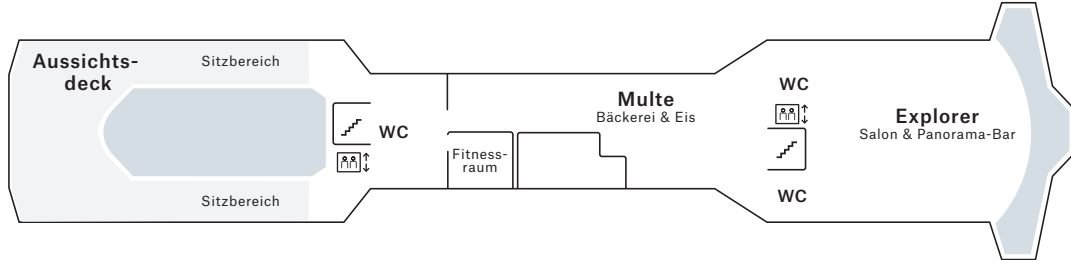 Aussichts-
deck
Sitzbereich
Sitzbereich
WC
Fitness-
raum
Multe
Bäckerei & Eis
WC
WC
Explorer
Salon & Panorama-Bar